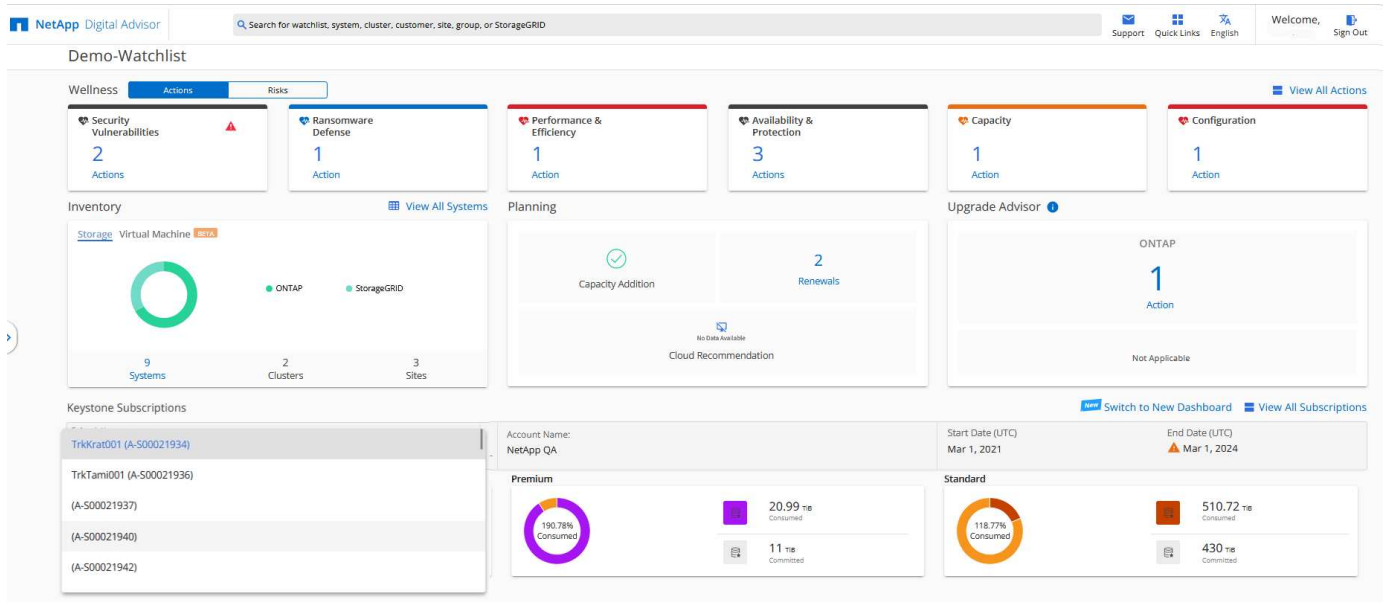 NetApp Digital Advisor
Search for watchlist, system, cluster, customer, site, group, or StorageGRID
Support
Quick Links
English
Welcome,
Sign Out
Demo-Watchlist
Wellness
Actions
Risks
View All Actions
Security
Vulnerabilities
2
Actions
Ransomware
Defense
1
Action
Performance &
Efficiency
1
Action
Availability &
Protection
3
Actions
Capacity
1
Action
Configuration
1
Action
Inventory
View All Systems
Storage Virtual Machine BETA
ONTAP
StorageGRID
9
Systems
2
Clusters
3
Sites
Planning
Capacity Addition
2
Renewals
No Data Available
Cloud Recommendation
Upgrade Advisor
ONTAP
1
Action
Not Applicable
Keystone Subscriptions
New Switch to New Dashboard
View All Subscriptions
TrkKrat001 (A-S00021934)
TrkTami001 (A-S00021936)
(A-S00021937)
(A-S00021940)
(A-S00021942)
Account Name:
NetApp QA
Start Date (UTC)
Mar 1, 2021
End Date (UTC)
Mar 1, 2024
Premium
190.78%
Consumed
20.99 TiB
Consumed
11 TiB
Committed
Standard
118.77%
Consumed
510.72 TiB
Consumed
430 TiB
Committed